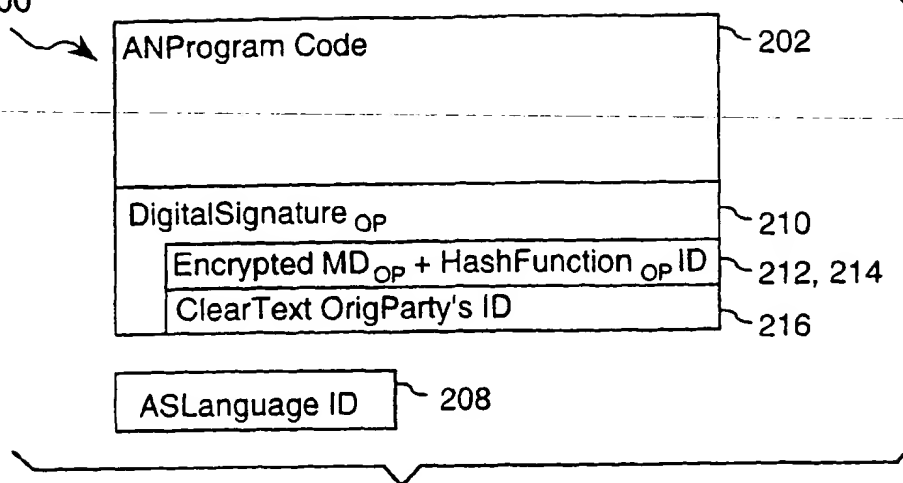 ANProgram Code 202
DigitalSignature OP 210
Encrypted MD OP + HashFunction OP ID 212, 214
ClearText OrigParty's ID 216
ASLanguage ID 208